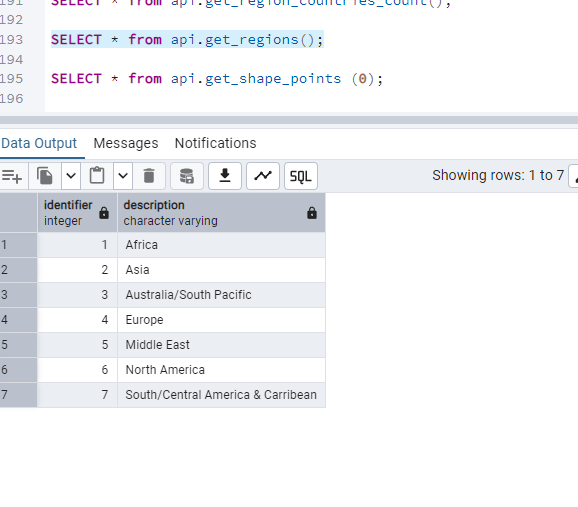 191 SELECT * from api.get_region_countries_count();
192
193 SELECT * from api.get_regions();
194
195 SELECT * from api.get_shape_points (0);
196
Data Output Messages Notifications
SQL Showing rows: 1 to 7
identifier description
integer character varying
1 1 Africa
2 2 Asia
3 3 Australia/South Pacific
4 4 Europe
5 5 Middle East
6 6 North America
7 7 South/Central America & Carribean